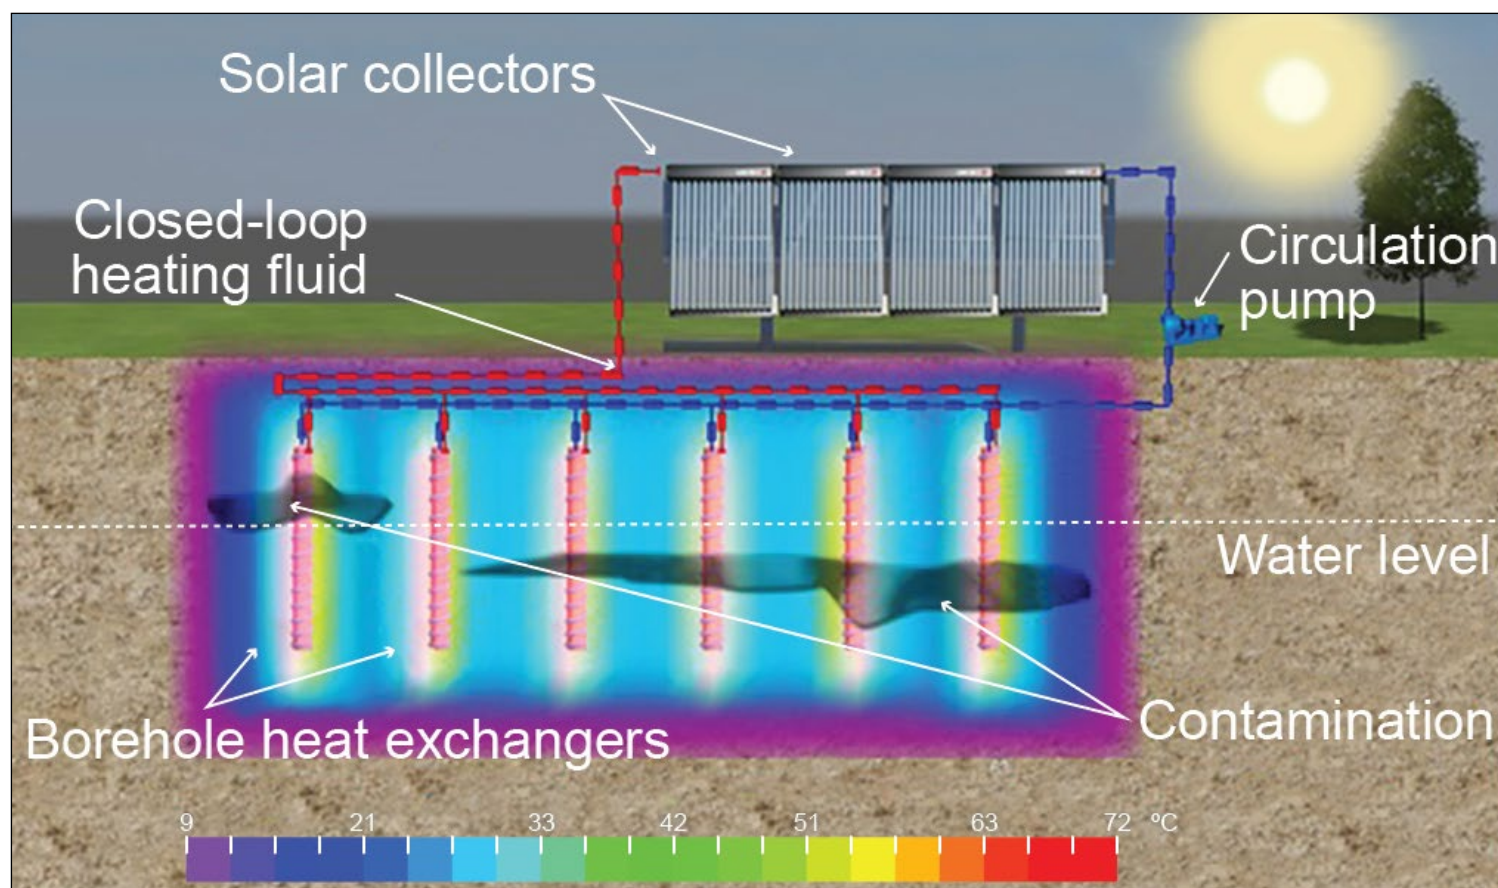 Solar collectors
Closed-loop
heating fluid
Circulation
pump
Water level
Contamination
Borehole heat exchangers
9 21 33 42 51 63 72 ºC